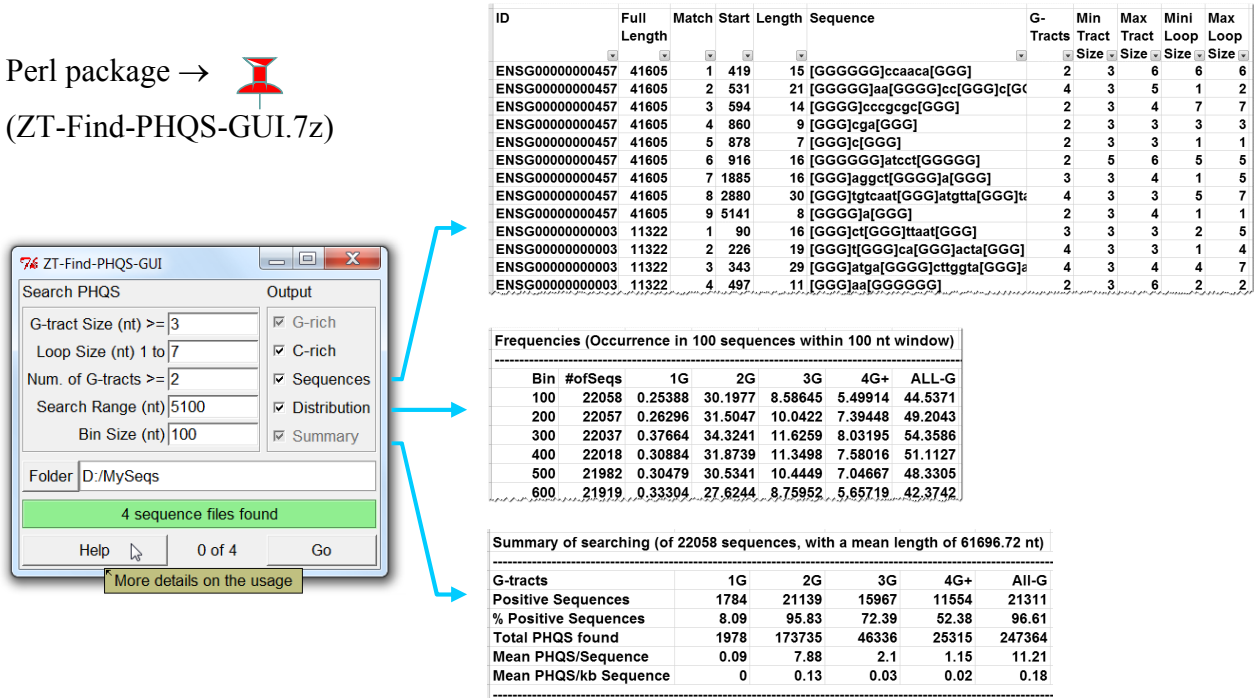 Perl package →
(ZT-Find-PHQS-GUI.7z)
ZT-Find-PHQS-GUI
Search PHQS Output
G-tract Size (nt) >= 3 G-rich
Loop Size (nt) 1 to 7 C-rich
Num. of G-tracts >= 2 Sequences
Search Range (nt) 5100 Distribution
Bin Size (nt) 100 Summary
Folder D:/MySeqs
4 sequence files found
Help 0 of 4 Go
More details on the usage
ID Full Length Match Start Length Sequence G-Tracts Min Tract Size Max Tract Size Mini Loop Size Max Loop Size
ENSG00000000457 41605 1 419 15 [GGGGGG]ccaaca[GGG] 2 3 6 6 6
ENSG00000000457 41605 2 531 21 [GGGGG]aa[GGGG]cc[GGG]c[G 4 3 5 1 2
ENSG00000000457 41605 3 594 14 [GGGG]cccgcgc[GGG] 2 3 4 7 7
ENSG00000000457 41605 4 860 9 [GGG]cga[GGG] 2 3 3 3 3
ENSG00000000457 41605 5 878 7 [GGG]c[GGG] 2 3 3 1 1
ENSG00000000457 41605 6 916 16 [GGGGGG]atcct[GGGGG] 2 5 6 5 5
ENSG00000000457 41605 7 1885 16 [GGG]aggct[GGGG]a[GGG] 3 3 4 1 5
ENSG00000000457 41605 8 2880 30 [GGG]tgtcaat[GGG]atgtta[GGG]ta 4 3 3 5 7
ENSG00000000457 41605 9 5141 8 [GGGG]a[GGG] 2 3 4 1 1
ENSG00000000003 11322 1 90 16 [GGG]ct[GGG]ttaat[GGG] 3 3 3 2 5
ENSG00000000003 11322 2 226 19 [GGG]t[GGG]ca[GGG]acta[GGG] 4 3 3 1 4
ENSG00000000003 11322 3 343 29 [GGG]atga[GGGG]cttggta[GGG]a 4 3 4 4 7
ENSG00000000003 11322 4 497 11 [GGG]aa[GGGGGG] 2 3 6 2 2
Frequencies (Occurrence in 100 sequences within 100 nt window)
Bin #ofSeqs 1G 2G 3G 4G+ ALL-G
100 22058 0.25388 30.1977 8.58645 5.49914 44.5371
200 22057 0.26296 31.5047 10.0422 7.39448 49.2043
300 22037 0.37664 34.3241 11.6259 8.03195 54.3586
400 22018 0.30884 31.8739 11.3498 7.58016 51.1127
500 21982 0.30479 30.5341 10.4449 7.04667 48.3305
600 21919 0.33304 27.6244 8.75952 5.65719 42.3742
Summary of searching (of 22058 sequences, with a mean length of 61696.72 nt)
G-tracts 1G 2G 3G 4G+ All-G
Positive Sequences 1784 21139 15967 11554 21311
% Positive Sequences 8.09 95.83 72.39 52.38 96.61
Total PHQS found 1978 173735 46336 25315 247364
Mean PHQS/Sequence 0.09 7.88 2.1 1.15 11.21
Mean PHQS/kb Sequence 0 0.13 0.03 0.02 0.18